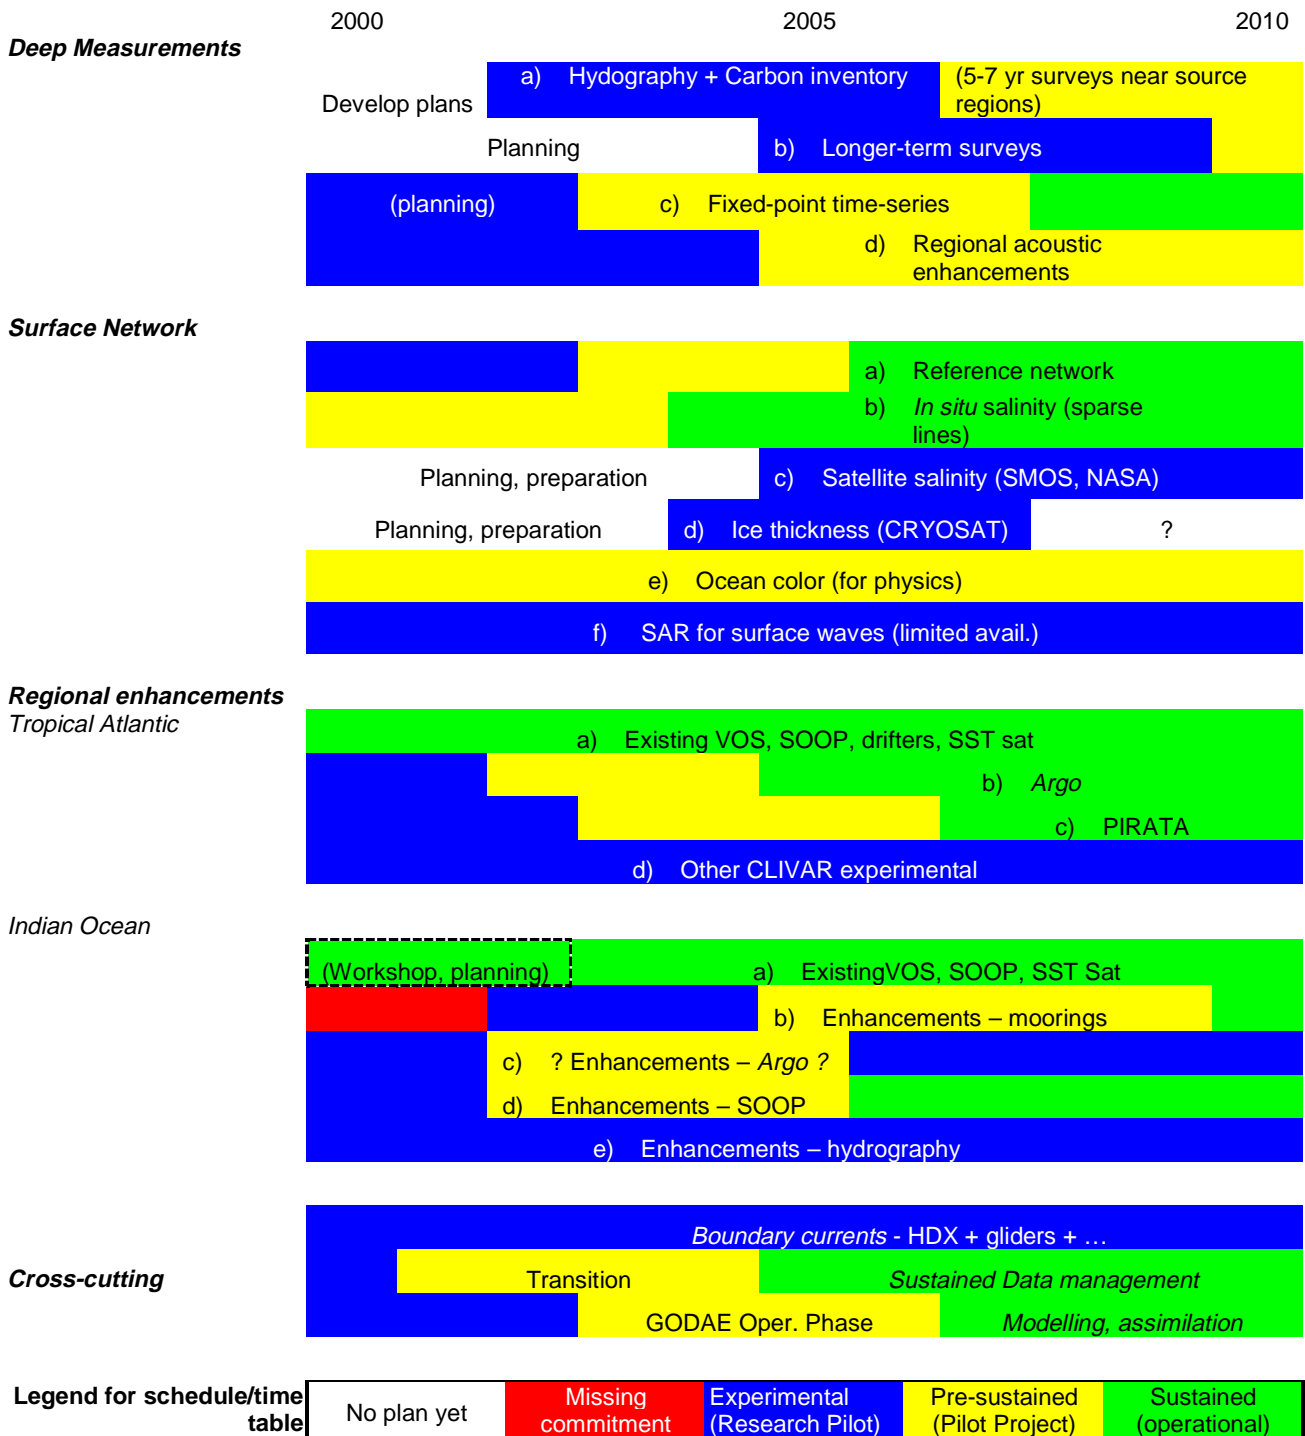 2000 2005 2010
Deep Measurements
a) Hydography + Carbon inventory (5-7 yr surveys near source
Develop plans regions)
Planning b) Longer-term surveys
(planning) c) Fixed-point time-series
d) Regional acoustic
enhancements
Surface Network
a) Reference network
b) In situ salinity (sparse
lines)
Planning, preparation c) Satellite salinity (SMOS, NASA)
Planning, preparation d) Ice thickness (CRYOSAT) ?
e) Ocean color (for physics)
f) SAR for surface waves (limited avail.)
Regional enhancements
Tropical Atlantic
a) Existing VOS, SOOP, drifters, SST sat
b) Argo
c) PIRATA
d) Other CLIVAR experimental
Indian Ocean
(Workshop, planning) a) ExistingVOS, SOOP, SST Sat
b) Enhancements – moorings
c) ? Enhancements – Argo ?
d) Enhancements – SOOP
e) Enhancements – hydrography
Boundary currents - HDX + gliders + …
Cross-cutting Transition Sustained Data management
GODAE Oper. Phase Modelling, assimilation
Legend for schedule/time
table
No plan yet
Missing
commitment
Experimental
(Research Pilot)
Pre-sustained
(Pilot Project)
Sustained
(operational)